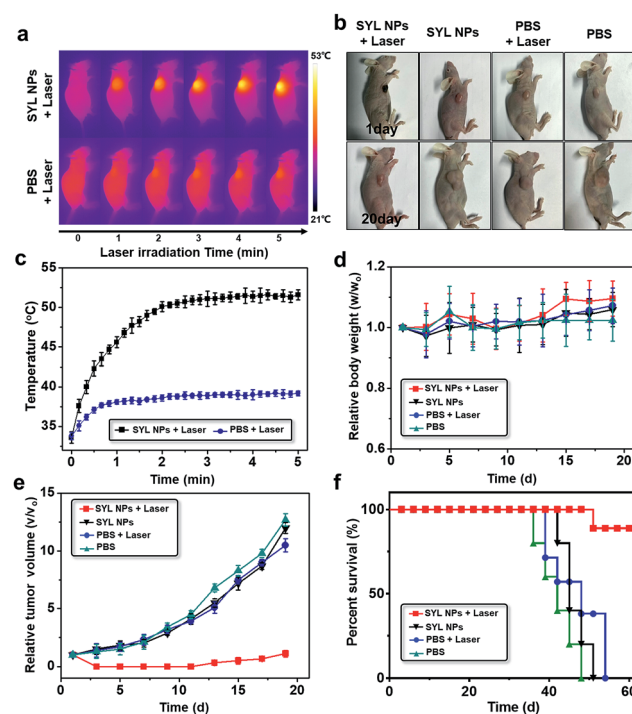 a
SYL NPs
+ Laser
PBS
+ Laser
53℃
21℃
0 1 2 3 4 5
Laser irradiation Time (min)
b
SYL NPs
+ Laser
SYL NPs
PBS
+ Laser
PBS
1day
20day
c
Temperature (°C)
55
50
45
40
35
30
SYL NPs + Laser
PBS + Laser
0 1 2 3 4 5
Time (min)
d
Relative body weight (w/w₀)
1.2
1.0
0.8
0.6
SYL NPs + Laser
SYL NPs
PBS + Laser
PBS
0 5 10 15 20
Time (d)
e
Relative tumor volume (v/v₀)
15
10
5
0
SYL NPs + Laser
SYL NPs
PBS + Laser
PBS
0 5 10 15 20
Time (d)
f
Percent survival (%)
100
50
0
SYL NPs + Laser
SYL NPs
PBS + Laser
PBS
0 20 40 60
Time (d)